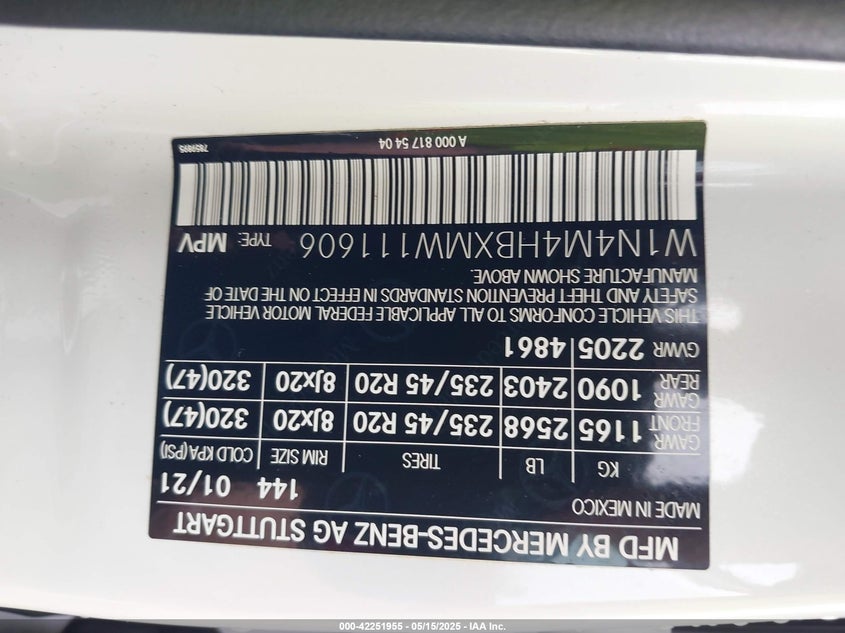 MFD BY MERCEDES-BENZ AG STUTTGART
MADE IN MEXICO 144 01/21
KG LB TIRES RIM SIZE COLD KPA(PSI)
GAWR FRONT 1165 2568 235/45 R20 8Jx20 320(47)
GAWR REAR 1090 2403 235/45 R20 8Jx20 320(47)
GVWR 2205 4861
THIS VEHICLE CONFORMS TO ALL APPLICABLE FEDERAL MOTOR VEHICLE
SAFETY AND THEFT PREVENTION STANDARDS IN EFFECT ON THE DATE OF
MANUFACTURE SHOWN ABOVE.
W1N4M4HBXMW111606 TYPE: MPV
A 000 817 54 04
000-42251955 - 05/15/2025 - IAA Inc.